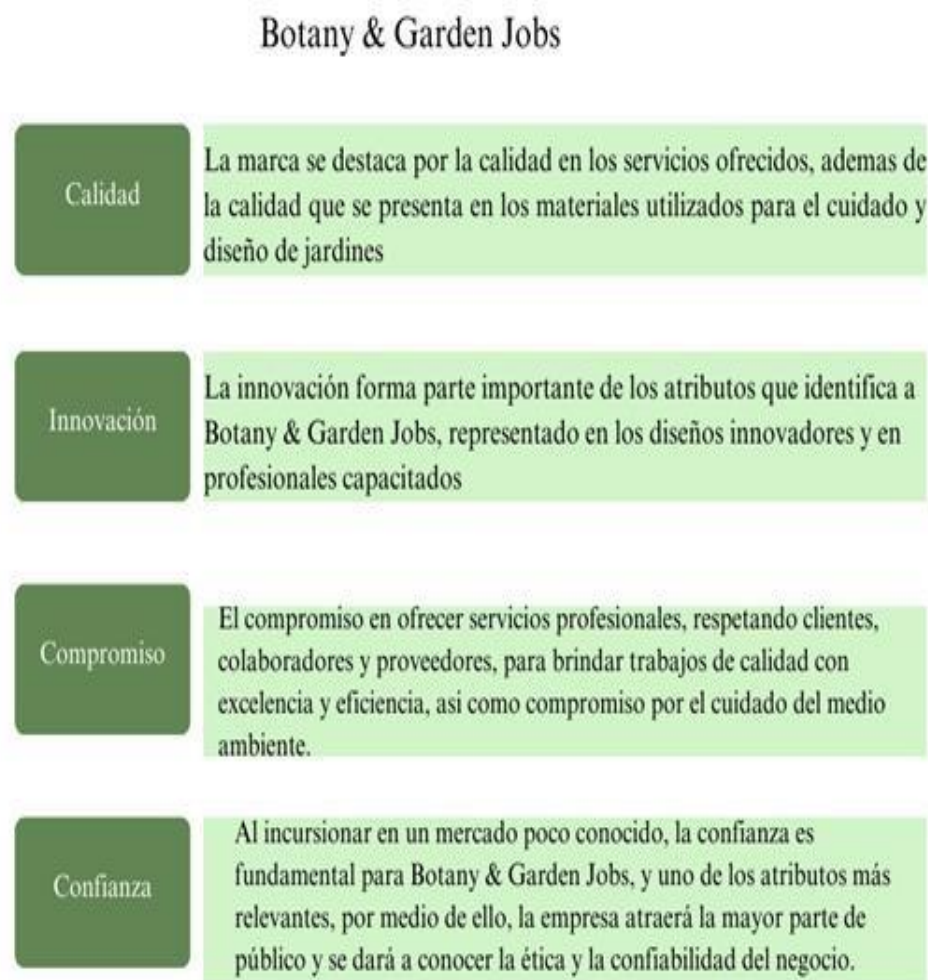 Botany & Garden Jobs
Calidad
La marca se destaca por la calidad en los servicios ofrecidos, ademas de
la calidad que se presenta en los materiales utilizados para el cuidado y
diseño de jardines
Innovación
La innovación forma parte importante de los atributos que identifica a
Botany & Garden Jobs, representado en los diseños innovadores y en
profesionales capacitados
Compromiso
El compromiso en ofrecer servicios profesionales, respetando clientes,
colaboradores y proveedores, para brindar trabajos de calidad con
excelencia y eficiencia, asi como compromiso por el cuidado del medio
ambiente.
Confianza
Al incursionar en un mercado poco conocido, la confianza es
fundamental para Botany & Garden Jobs, y uno de los atributos más
relevantes, por medio de ello, la empresa atraerá la mayor parte de
público y se dará a conocer la ética y la confiabilidad del negocio.